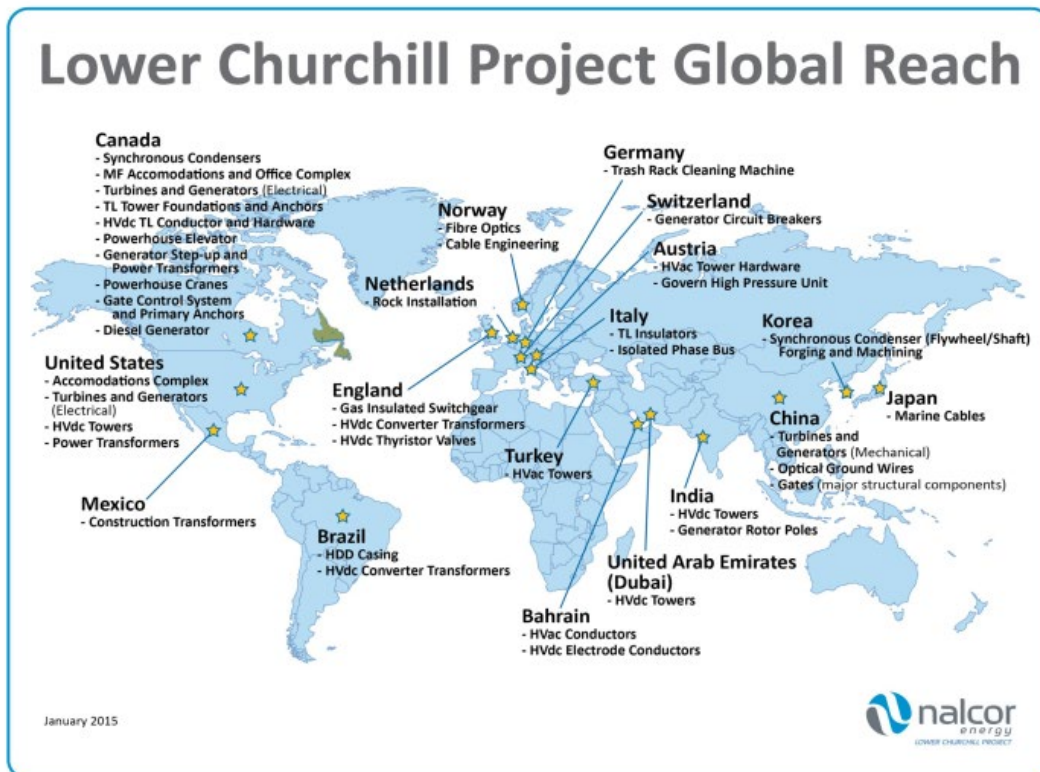 Lower Churchill Project Global Reach
Canada
- Synchronous Condensers
- MF Accomodations and Office Complex
- Turbines and Generators (Electrical)
- TL Tower Foundations and Anchors
- HVdc TL Conductor and Hardware
- Powerhouse Elevator
- Generator Step-up and
Power Transformers
- Powerhouse Cranes
- Gate Control System
and Primary Anchors
- Diesel Generator
United States
- Accomodations Complex
- Turbines and Generators
(Electrical)
- HVdc Towers
- Power Transformers
Mexico
- Construction Transformers
Brazil
- HDD Casing
- HVdc Converter Transformers
Norway
- Fibre Optics
- Cable Engineering
Netherlands
- Rock Installation
England
- Gas Insulated Switchgear
- HVdc Converter Transformers
- HVdc Thyristor Valves
Germany
- Trash Rack Cleaning Machine
Switzerland
- Generator Circuit Breakers
Austria
- HVac Tower Hardware
- Govern High Pressure Unit
Italy
- TL Insulators
- Isolated Phase Bus
Turkey
- HVac Towers
Bahrain
- HVac Conductors
- HVdc Electrode Conductors
United Arab Emirates
(Dubai)
- HVdc Towers
India
- HVdc Towers
- Generator Rotor Poles
Korea
- Synchronous Condenser (Flywheel/Shaft)
Forging and Machining
Japan
- Marine Cables
China
- Turbines and
Generators (Mechanical)
- Optical Ground Wires
- Gates (major structural components)
January 2015
nalcor
energy
LOWER CHURCHILL PROJECT